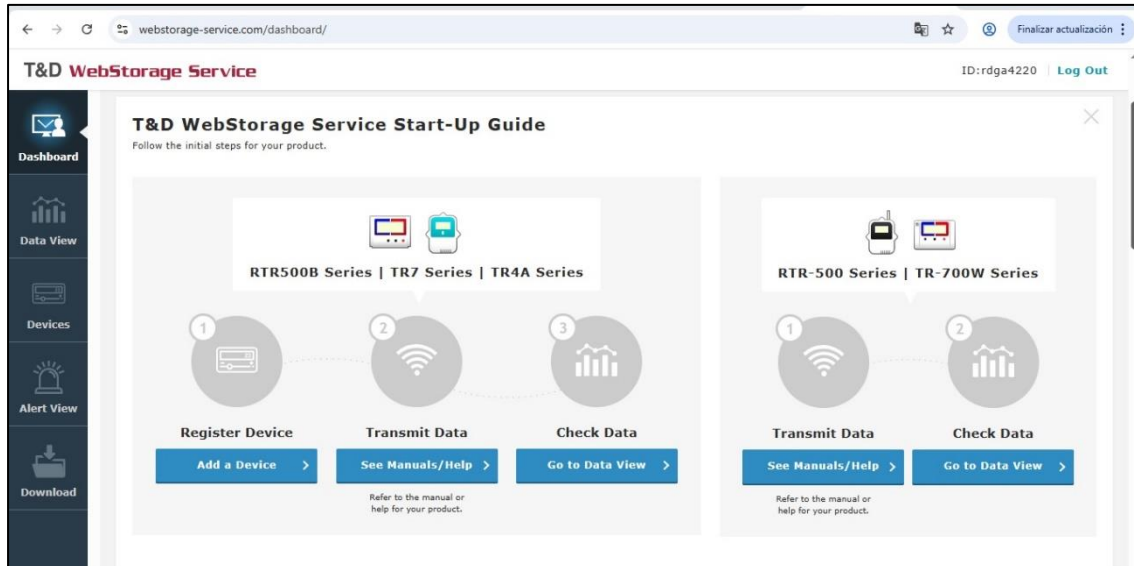 webstorage-service.com/dashboard/
Finalizar actualización
T&D WebStorage Service
ID:rdga4220
Log Out
Dashboard
Data View
Devices
Alert View
Download
T&D WebStorage Service Start-Up Guide
Follow the initial steps for your product.
RTR500B Series | TR7 Series | TR4A Series
1
2
3
Register Device
Transmit Data
Check Data
Add a Device
See Manuals/Help
Go to Data View
Refer to the manual or
help for your product.
RTR-500 Series | TR-700W Series
1
2
Transmit Data
Check Data
See Manuals/Help
Go to Data View
Refer to the manual or
help for your product.